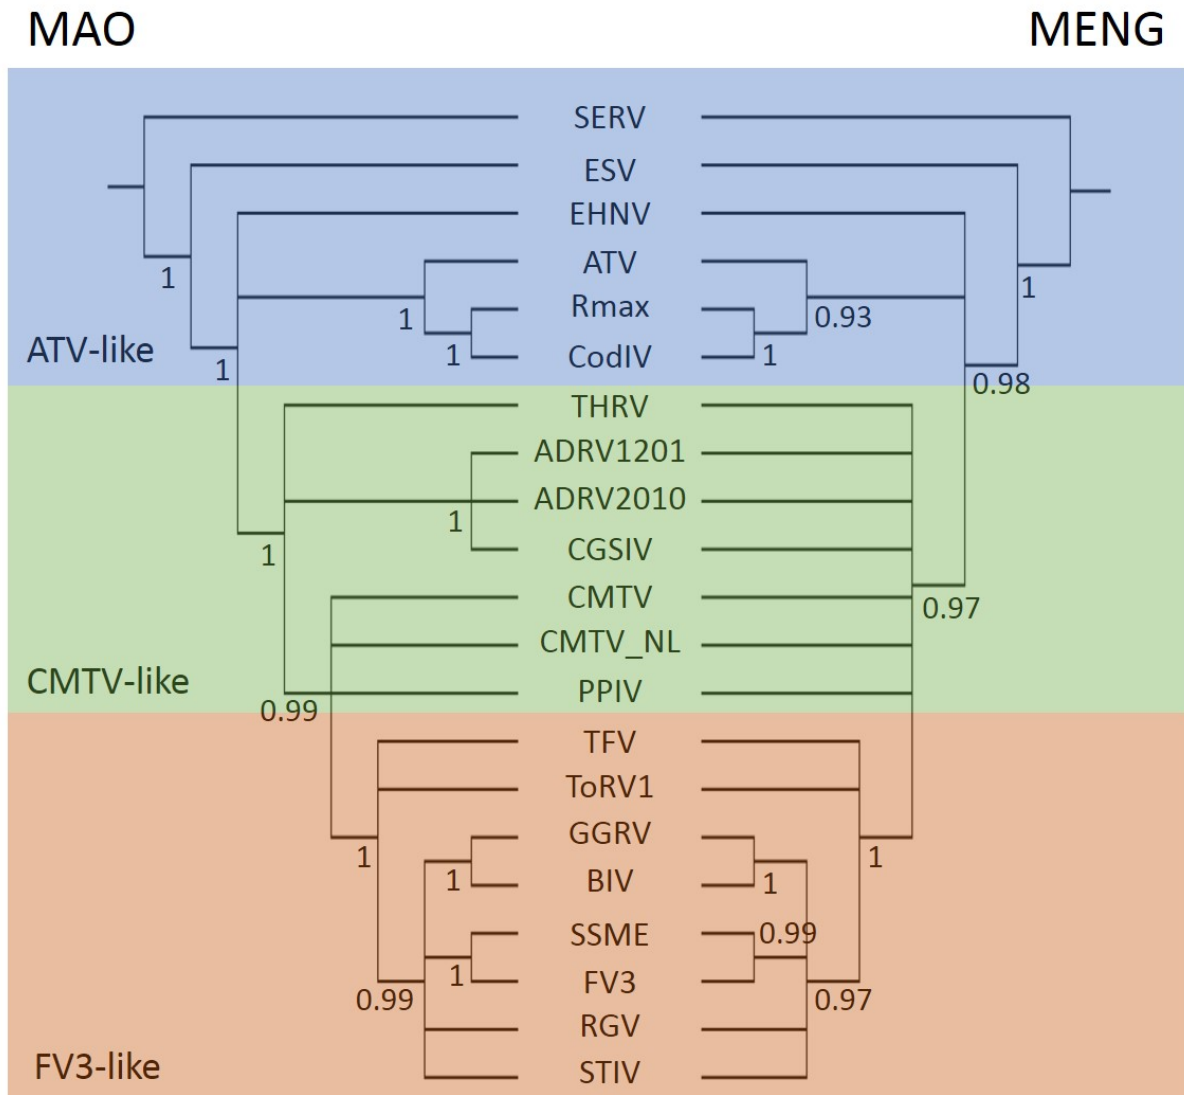 MAO MENG
SERV
ESV
EHNV
ATV
1 1
Rmax
1 0.93
CodIV
ATV-like 1 1
1 0.98
THRV
ADRV1201
ADRV2010
1
CGSIV
1
CMTV 0.97
CMTV_NL
CMTV-like PPIV
0.99
TFV
ToRV1
GGRV
1 1
BIV
1 1
SSME 0.99
FV3
1
0.99 0.97
RGV
FV3-like STIV